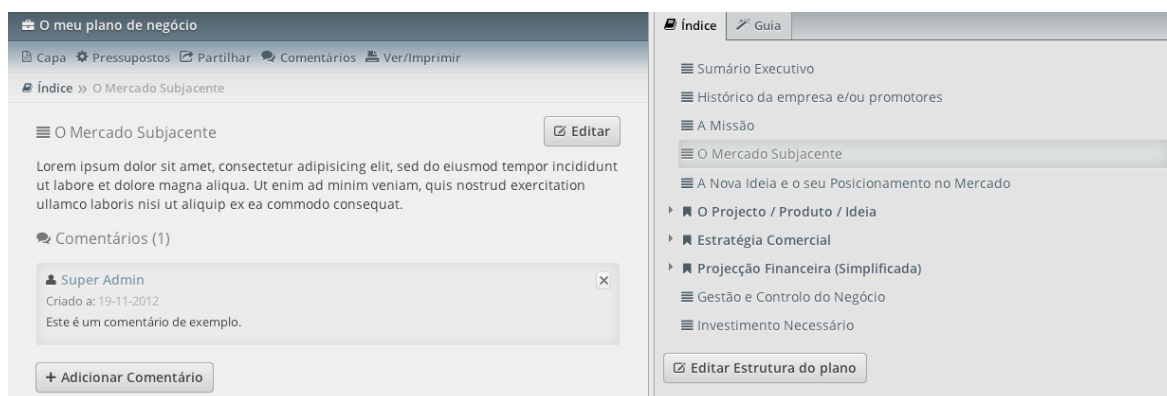 O meu plano de negócio
Capa Pressupostos Partilhar Comentários Ver/Imprimir
Índice » O Mercado Subjacente
O Mercado Subjacente
Editar
Lorem ipsum dolor sit amet, consectetur adipisicing elit, sed do eiusmod tempor incididunt
ut labore et dolore magna aliqua. Ut enim ad minim veniam, quis nostrud exercitation
ullamco laboris nisi ut aliquip ex ea commodo consequat.
Comentários (1)
Super Admin
Criado a: 19-11-2012
Este é um comentário de exemplo.
+ Adicionar Comentário
Índice Guia
Sumário Executivo
Histórico da empresa e/ou promotores
A Missão
O Mercado Subjacente
A Nova Ideia e o seu Posicionamento no Mercado
O Projecto / Produto / Ideia
Estratégia Comercial
Projecção Financeira (Simplificada)
Gestão e Controlo do Negócio
Investimento Necessário
Editar Estrutura do plano